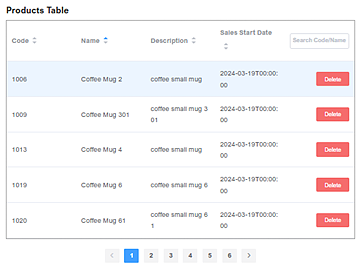 Products Table
Code Name Description Sales Start Date Search Code/Name
1006 Coffee Mug 2 coffee small mug 2024-03-19T00:00:
00 Delete
1009 Coffee Mug 301 coffee small mug 3
01 2024-03-19T00:00:
00 Delete
1013 Coffee Mug 4 coffee small mug 2024-03-19T00:00:
00 Delete
1019 Coffee Mug 6 coffee small mug 6 2024-03-19T00:00:
00 Delete
1020 Coffee Mug 61 coffee small mug 6
1 2024-03-19T00:00:
00 Delete
< 1 2 3 4 5 6 >